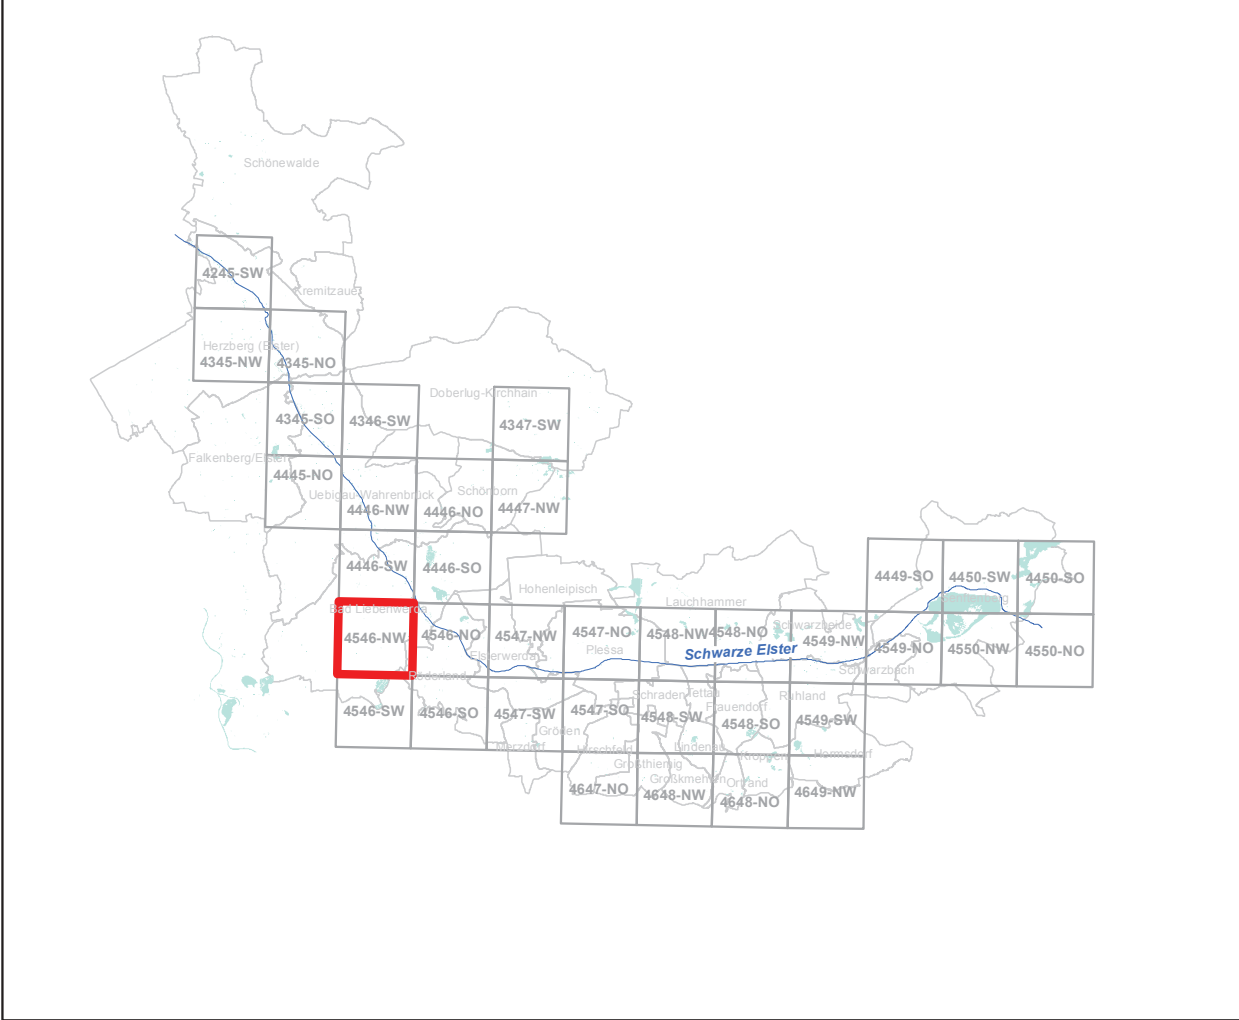 Schönewalde
4245-SW
Kremitzaue
Herzberg (Elster)
4345-NW
4345-NO
Doberlug-Kirchhain
4345-SO
4346-SW
4347-SW
Falkenberg/Elster
4445-NO
Uebigau-Wahrenbrück
Schönborn
4446-NW
4446-NO
4447-NW
4446-SW
4446-SO
Hohenleipisch
4449-SO
4450-SW
4450-SO
Bad Liebenwerda
Lauchhammer
4546-NW
4546-NO
4547-NW
4547-NO
4548-NW
4548-NO
Schwarzheide
4549-NW
4549-NO
4550-NW
4550-NO
Elsterwerda
Plessa
Schwarze Elster
Schwarzbach
Röderland
4546-SW
4546-SO
4547-SW
4547-SO
Schraden
Tettau
Frauendorf
Ruhland
4548-SW
4548-SO
4549-SW
Gröden
Merzdorf
Hirschfeld
Lindenau
Kroppen
Hermsdorf
Großthiemig
Großkmehlen
Ortrand
4647-NO
4648-NW
4648-NO
4649-NW